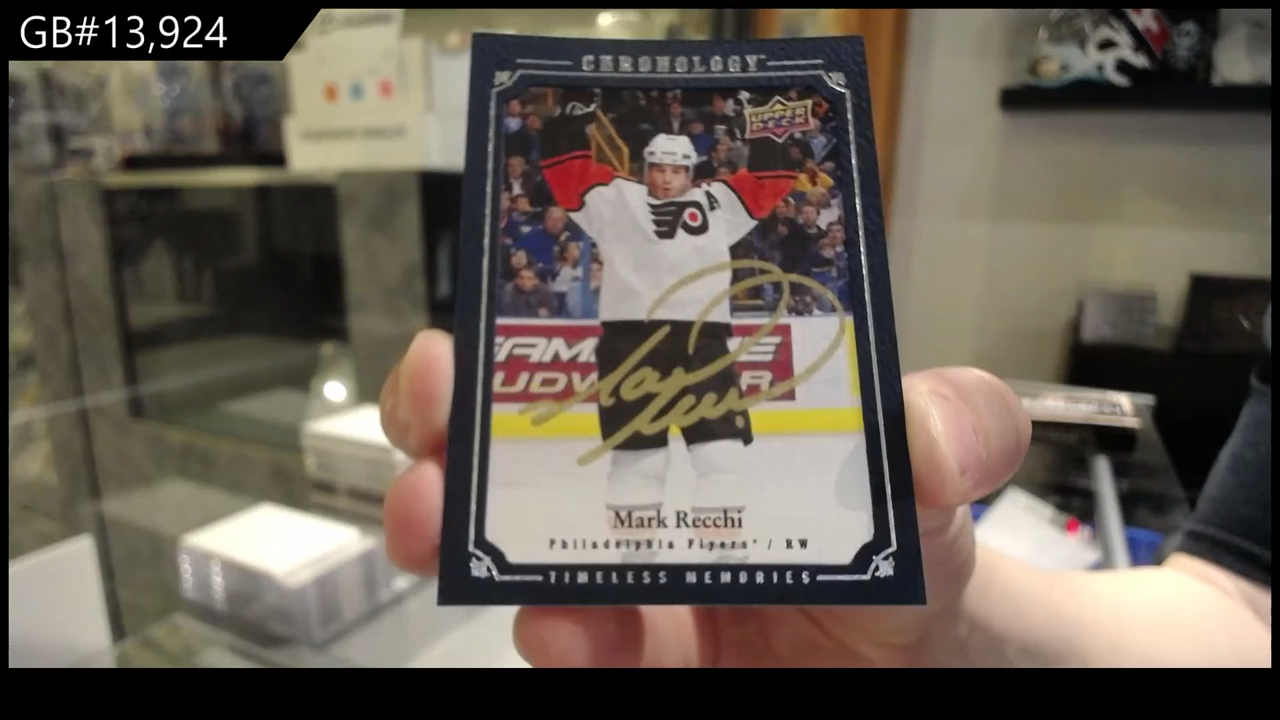 GB#13,924
CHRONOLOGY
UPPER
DECK
A
Mark Recchi
Philadelphia Flyers / RW
TIMELESS MEMORIES